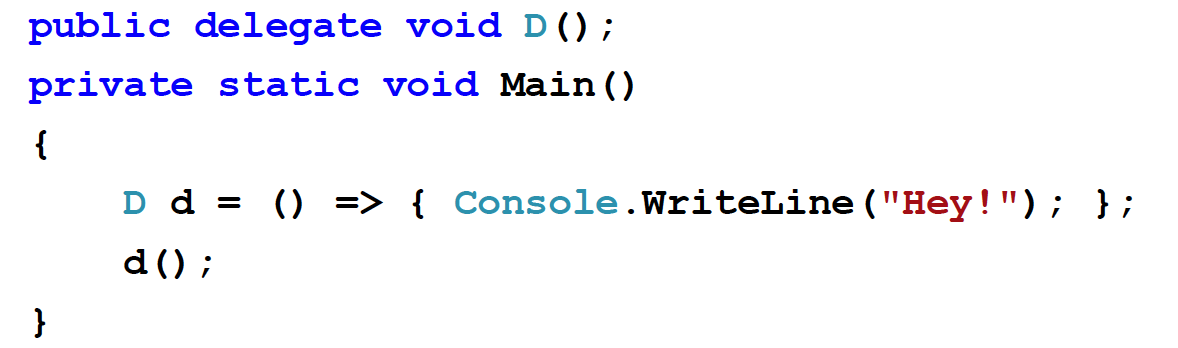 public delegate void D();
private static void Main()
{
    D d = () => { Console.WriteLine("Hey!"); };
    d();
}